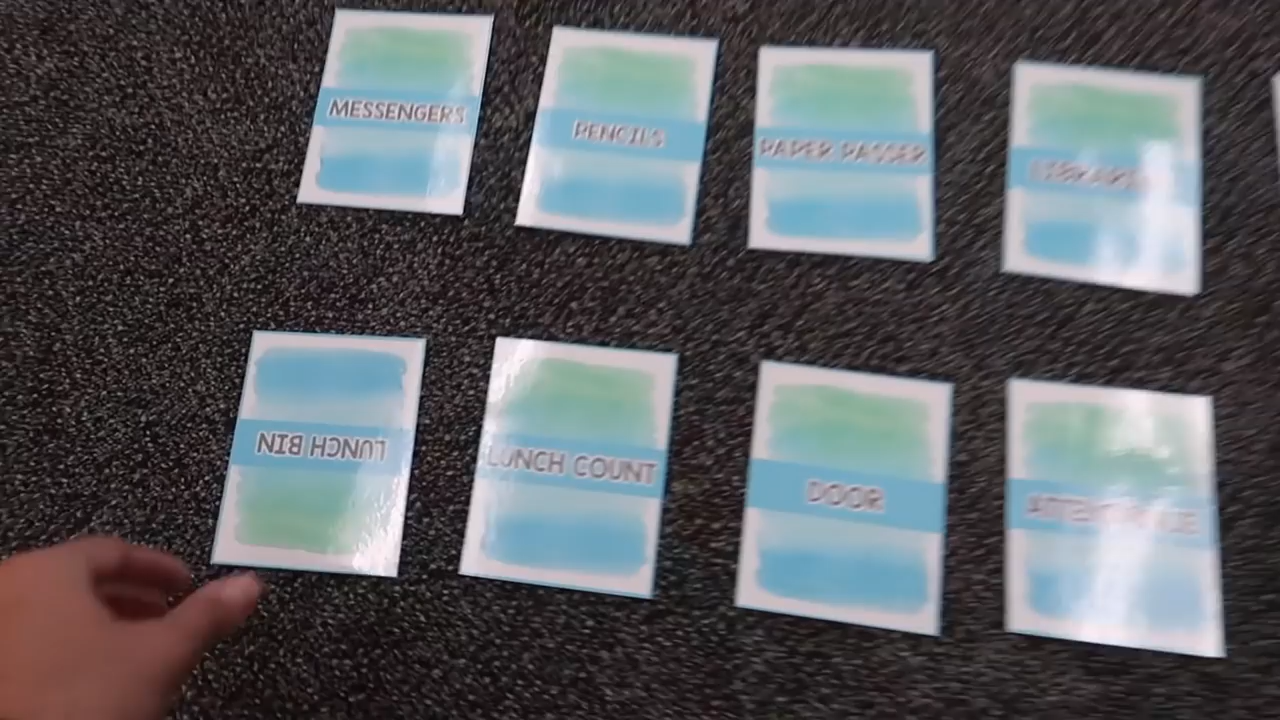 MESSENGERS
PENCILS
PAPER PASSER
LUNCH BIN
LUNCH COUNT
DOOR